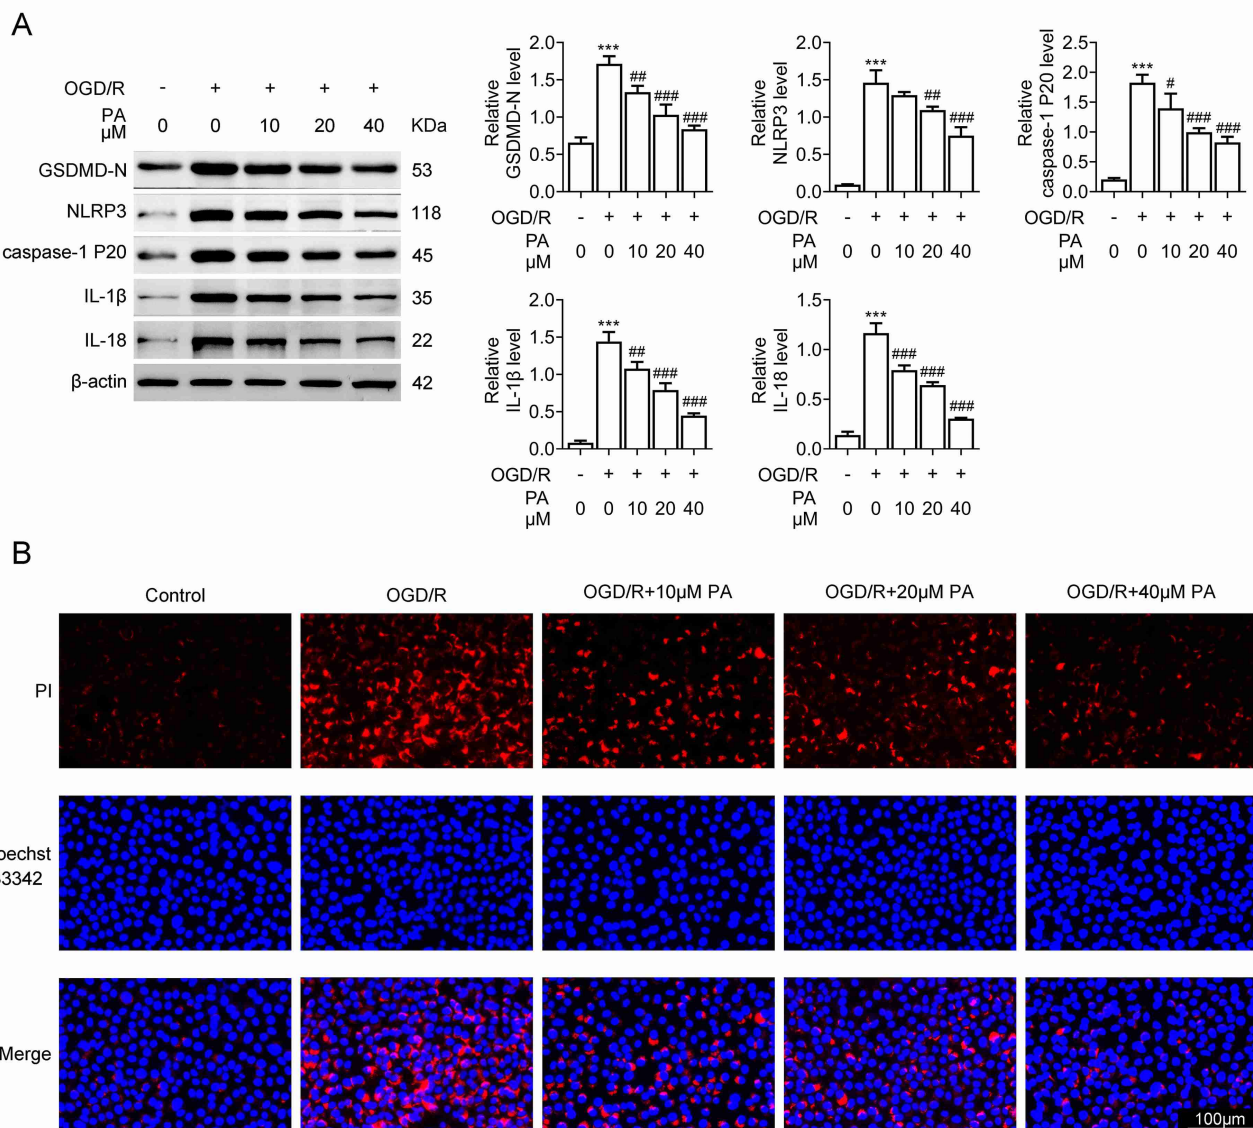 A
OGD/R - + + + +
PA
µM 0 0 10 20 40 KDa
GSDMD-N 53
NLRP3 118
caspase-1 P20 45
IL-1β 35
IL-18 22
β-actin 42
Relative
GSDMD-N level
2.0
1.5
1.0
0.5
0.0
*** ## ### ###
OGD/R - + + + +
PA
µM 0 0 10 20 40
Relative
NLRP3 level
2.0
1.5
1.0
0.5
0.0
*** ## ###
OGD/R - + + + +
PA
µM 0 0 10 20 40
Relative
caspase-1 P20 level
2.5
2.0
1.5
1.0
0.5
0.0
*** # ### ###
OGD/R - + + + +
PA
µM 0 0 10 20 40
Relative
IL-1β level
2.0
1.5
1.0
0.5
0.0
*** ## ### ###
OGD/R - + + + +
PA
µM 0 0 10 20 40
Relative
IL-18 level
1.5
1.0
0.5
0.0
*** ### ### ###
OGD/R - + + + +
PA
µM 0 0 10 20 40
B
Control OGD/R OGD/R+10µM PA OGD/R+20µM PA OGD/R+40µM PA
PI
oechst
3342
Merge
100µm